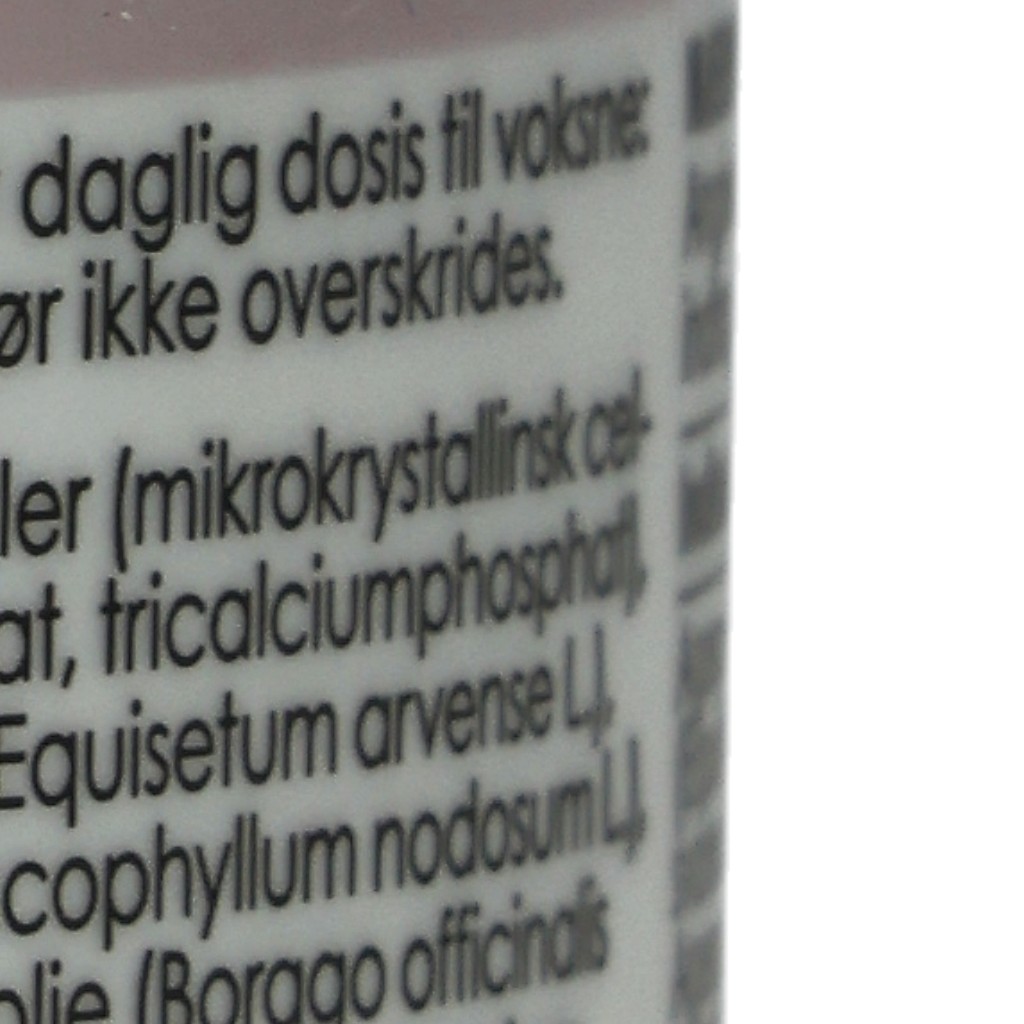 daglig dosis til voksne:
ør ikke overskrides.
ler (mikrokrystallinsk cel-
at, tricalciumphosphat),
Equisetum arvense L.),
cophyllum nodosum L.),
olie (Borago officinalis